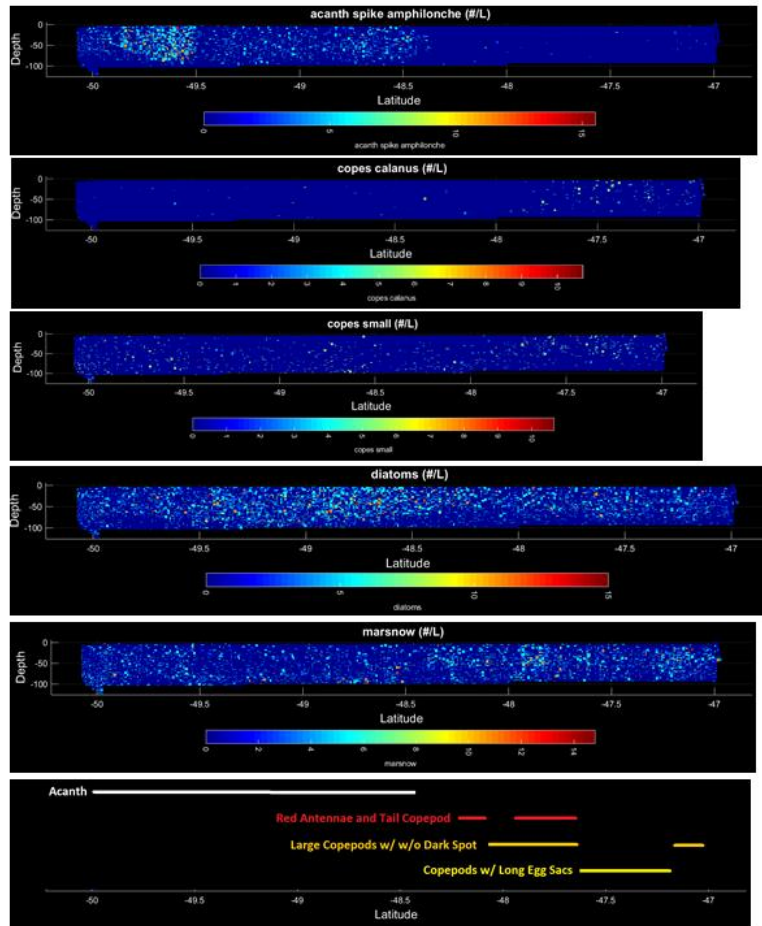 acanth spike amphilonche (#/L)
Depth
0
-50
-100
-50 -49.5 -49 -48.5 -48 -47.5 -47
Latitude
0 5 10 15
acanth spike amphilonche
copes calanus (#/L)
Depth
0
-50
-100
-50 -49.5 -49 -48.5 -48 -47.5 -47
Latitude
0 1 2 3 4 5 6 7 8 9 10
copes calanus
copes small (#/L)
Depth
0
-50
-100
-50 -49.5 -49 -48.5 -48 -47.5 -47
Latitude
0 1 2 3 4 5 6 7 8 9 10
copes small
diatoms (#/L)
Depth
0
-50
-100
-50 -49.5 -49 -48.5 -48 -47.5 -47
Latitude
0 5 10 15
diatoms
marsnow (#/L)
Depth
0
-50
-100
-50 -49.5 -49 -48.5 -48 -47.5 -47
Latitude
0 2 4 6 8 10 12 14
marsnow
Acanth
Red Antennae and Tail Copepod
Large Copepods w/ w/o Dark Spot
Copepods w/ Long Egg Sacs
-50 -49.5 -49 -48.5 -48 -47.5 -47
Latitude